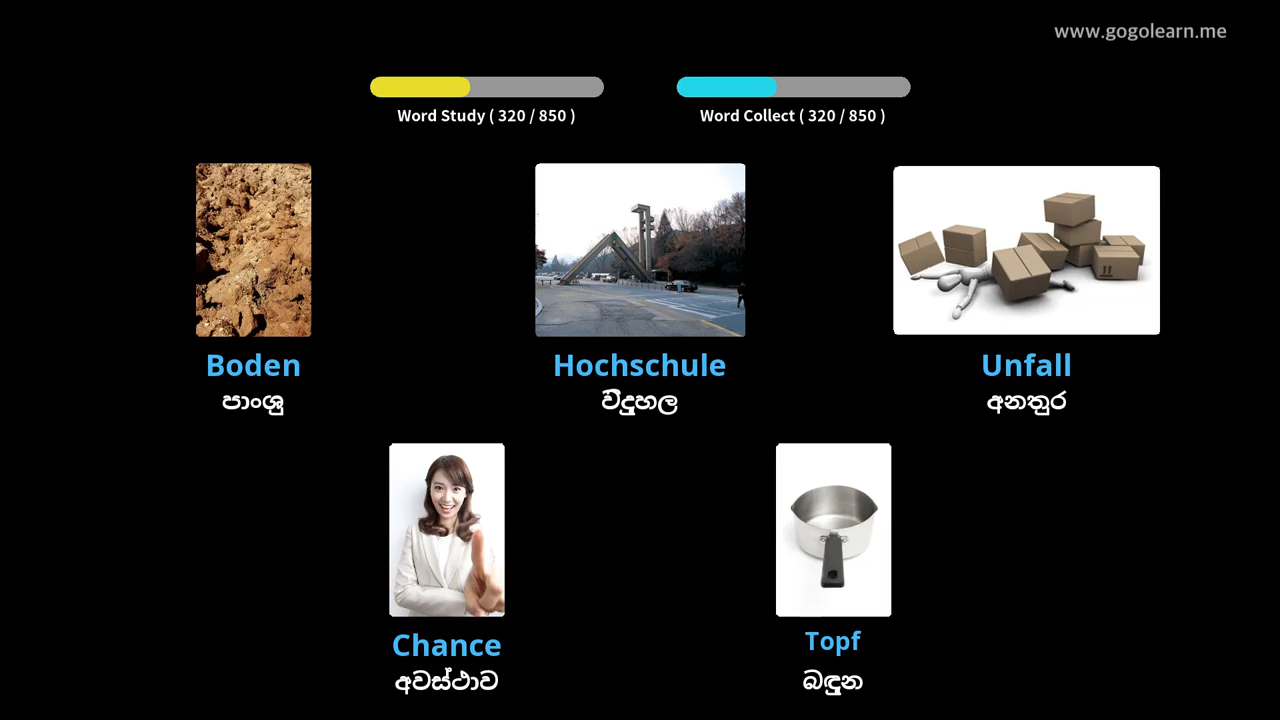 www.gogolearn.me
Word Study ( 320 / 850 )
Word Collect ( 320 / 850 )
Boden
පාංශු
Hochschule
විදුහල
Unfall
අනතුර
Chance
අවස්ථාව
Topf
බඳුන